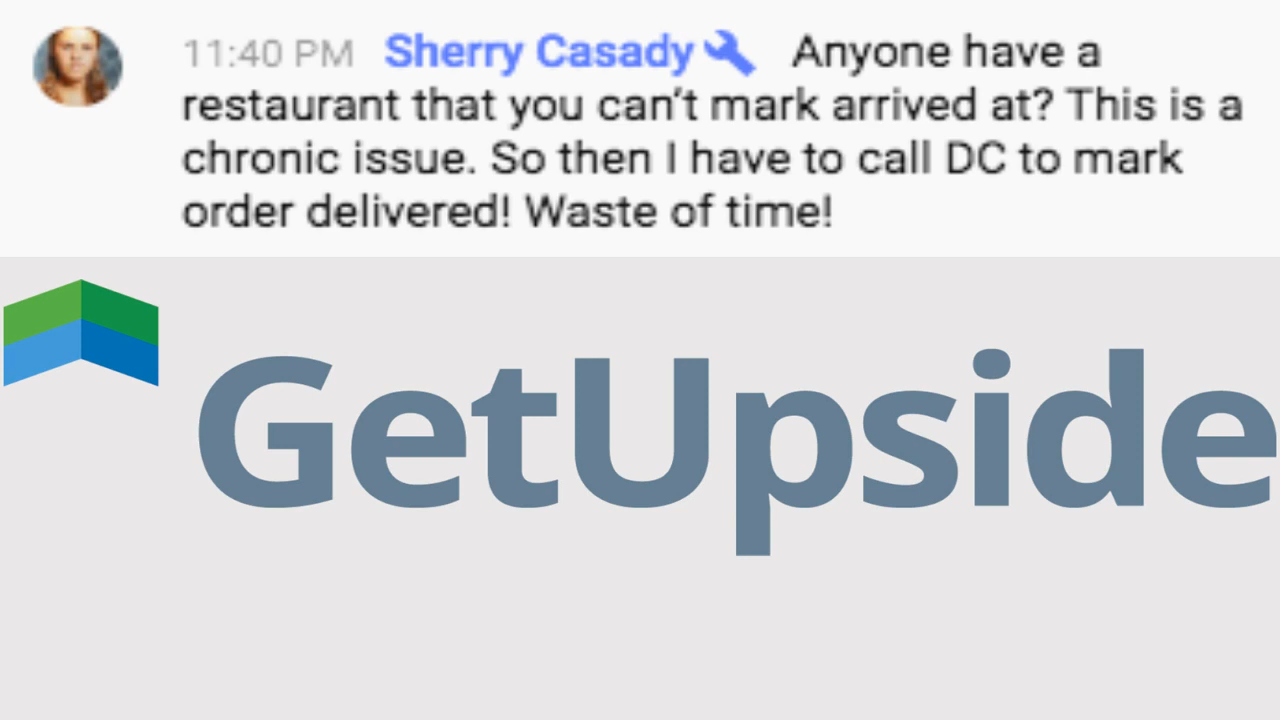 11:40 PM Sherry Casady Anyone have a
restaurant that you can't mark arrived at? This is a
chronic issue. So then I have to call DC to mark
order delivered! Waste of time!
GetUpside